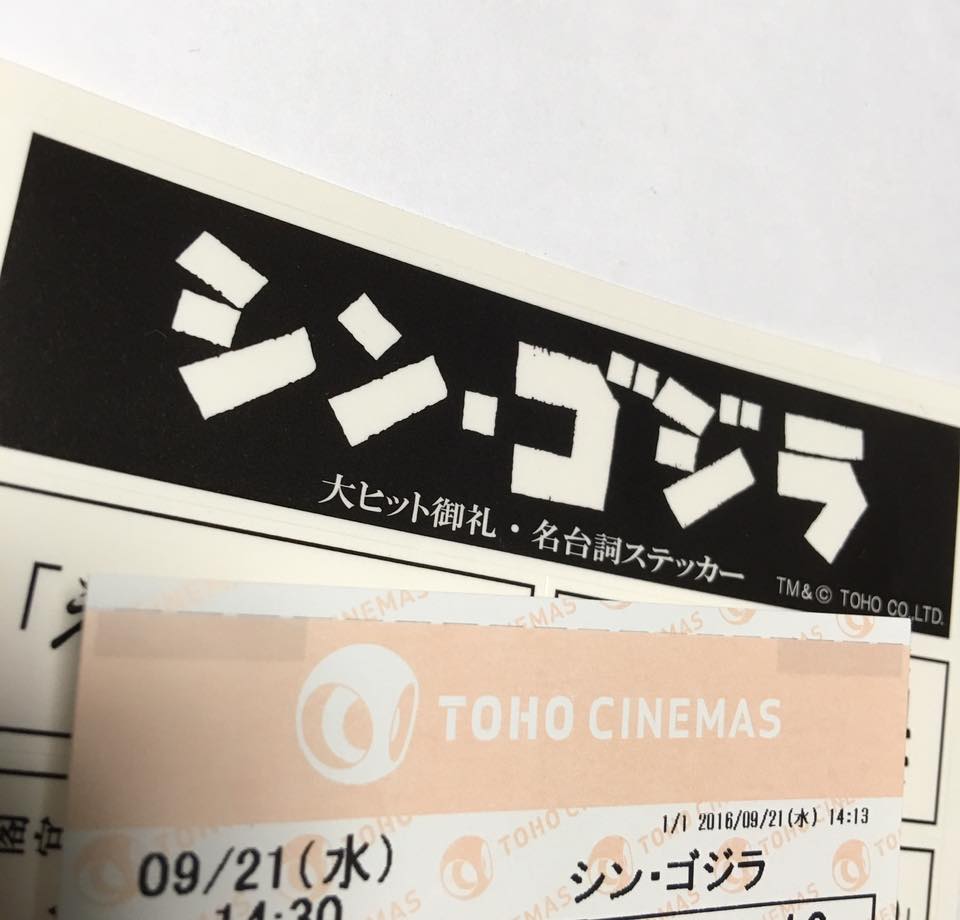 シン・ゴジラ
大ヒット御礼・名台詞ステッカー
TM&© TOHO CO.,LTD.
TOHO CINEMAS
1/1 2016/09/21(水) 14:13
09/21(水)
シン・ゴジラ
14:30